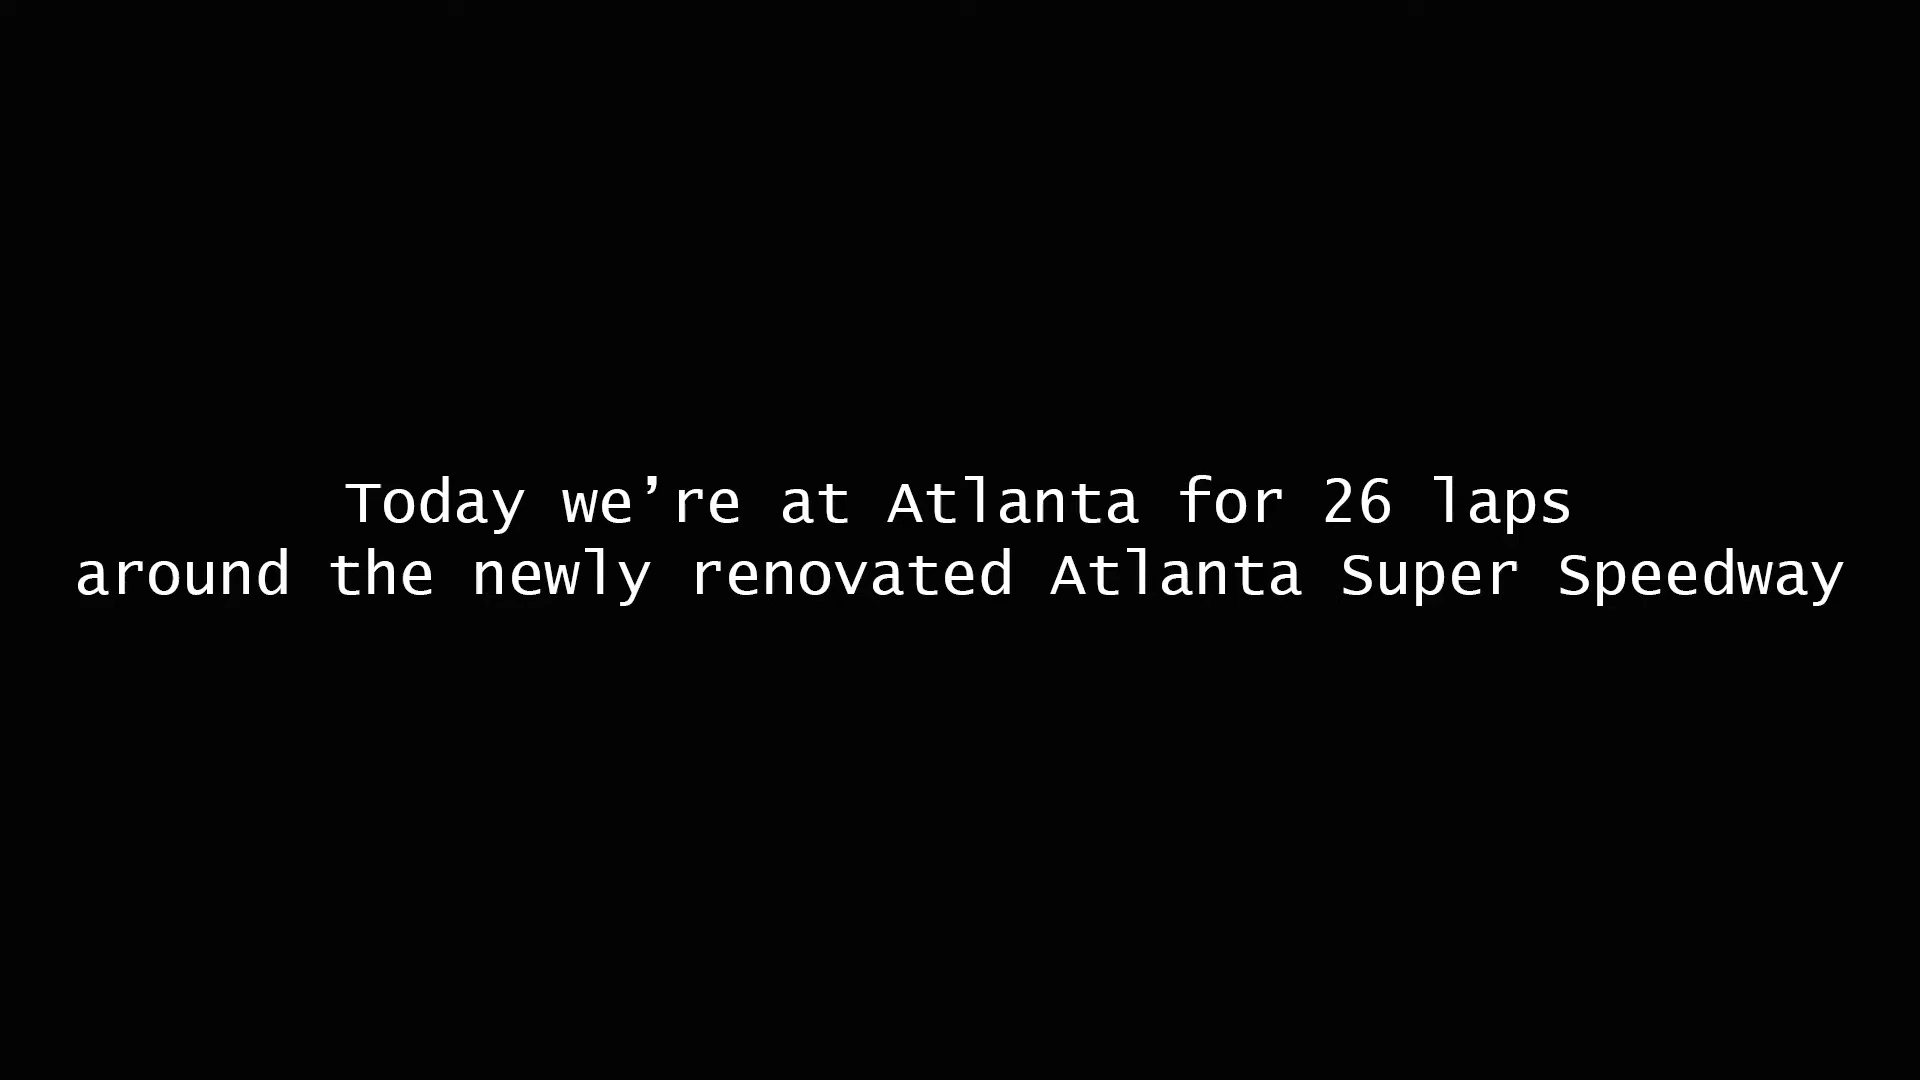 Today we’re at Atlanta for 26 laps
around the newly renovated Atlanta Super Speedway